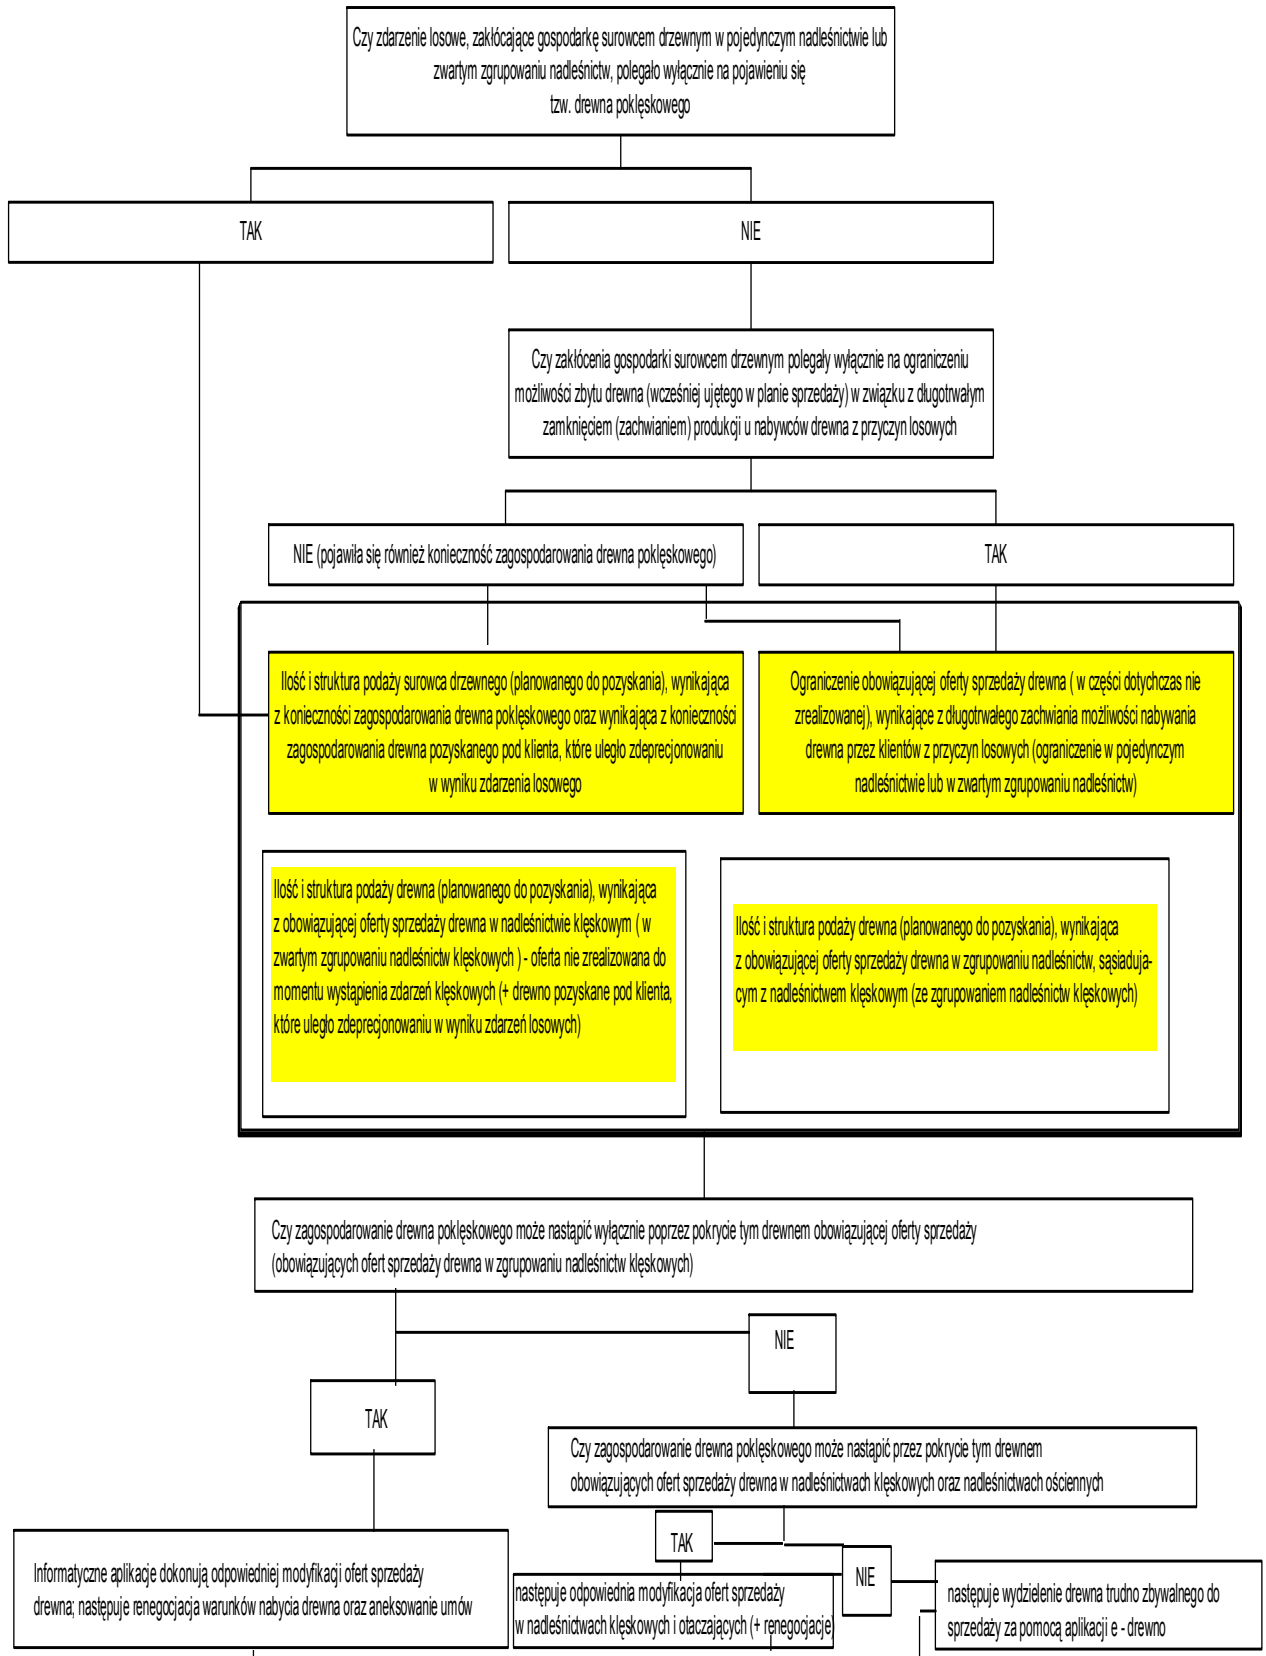 Czy zdarzenie losowe, zakłócające gospodarkę surowcem drzewnym w pojedynczym nadleśnictwie lub
zwartym zgrupowaniu nadleśnictw, polegało wyłącznie na pojawieniu się
tzw. drewna poklęskowego
TAK
NIE
Czy zakłócenia gospodarki surowcem drzewnym polegały wyłącznie na ograniczeniu
możliwości zbytu drewna (wcześniej ujętego w planie sprzedaży) w związku z długotrwałym
zamknięciem (zachwianiem) produkcji u nabywców drewna z przyczyn losowych
NIE (pojawiła się również konieczność zagospodarowania drewna poklęskowego)
TAK
Ilość i struktura podaży surowca drzewnego (planowanego do pozyskania), wynikająca
z konieczności zagospodarowania drewna poklęskowego oraz wynikająca z konieczności
zagospodarowania drewna pozyskanego pod klienta, które uległo zdeprecjonowaniu
w wyniku zdarzenia losowego
Ograniczenie obowiązującej oferty sprzedaży drewna ( w części dotychczas nie
zrealizowanej), wynikające z długotrwałego zachwiania możliwości nabywania
drewna przez klientów z przyczyn losowych (ograniczenie w pojedynczym
nadleśnictwie lub w zwartym zgrupowaniu nadleśnictw)
Ilość i struktura podaży drewna (planowanego do pozyskania), wynikająca
z obowiązującej oferty sprzedaży drewna w nadleśnictwie klęskowym ( w
zwartym zgrupowaniu nadleśnictw klęskowych ) - oferta nie zrealizowana do
momentu wystąpienia zdarzeń klęskowych (+ drewno pozyskane pod klienta,
które uległo zdeprecjonowaniu w wyniku zdarzeń losowych)
Ilość i struktura podaży drewna (planowanego do pozyskania), wynikająca
z obowiązującej oferty sprzedaży drewna w zgrupowaniu nadleśnictw, sąsiadują-
cym z nadleśnictwem klęskowym (ze zgrupowaniem nadleśnictw klęskowych)
Czy zagospodarowanie drewna poklęskowego może nastąpić wyłącznie poprzez pokrycie tym drewnem obowiązującej oferty sprzedaży
(obowiązujących ofert sprzedaży drewna w zgrupowaniu nadleśnictw klęskowych)
NIE
TAK
Czy zagospodarowanie drewna poklęskowego może nastąpić przez pokrycie tym drewnem
obowiązujących ofert sprzedaży drewna w nadleśnictwach klęskowych oraz nadleśnictwach ościennych
TAK
NIE
Informatyczne aplikacje dokonują odpowiedniej modyfikacji ofert sprzedaży
drewna; następuje renegocjacja warunków nabycia drewna oraz aneksowanie umów
następuje odpowiednia modyfikacja ofert sprzedaży
w nadleśnictwach klęskowych i otaczających (+ renegocjacje)
następuje wydzielenie drewna trudno zbywalnego do
sprzedaży za pomocą aplikacji e - drewno